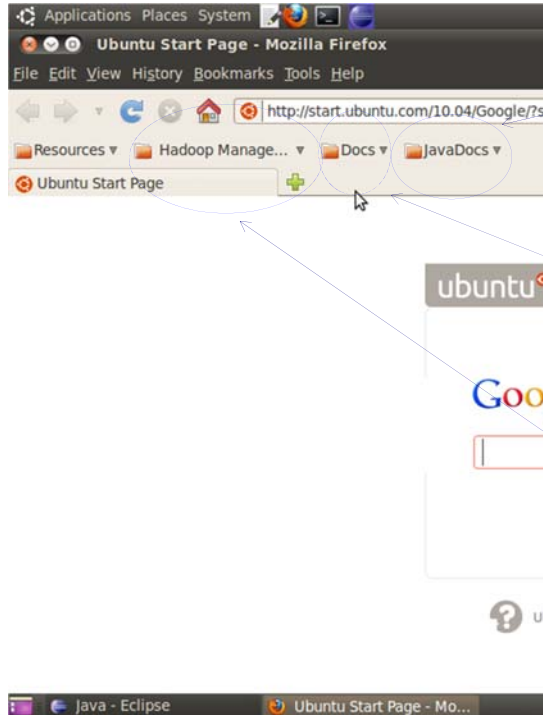 Applications Places System
Ubuntu Start Page - Mozilla Firefox
File Edit View History Bookmarks Tools Help
http://start.ubuntu.com/10.04/Google/?s
Resources Hadoop Manage... Docs JavaDocs
Ubuntu Start Page
ubuntu
Goo
u
Java - Eclipse Ubuntu Start Page - Mo...